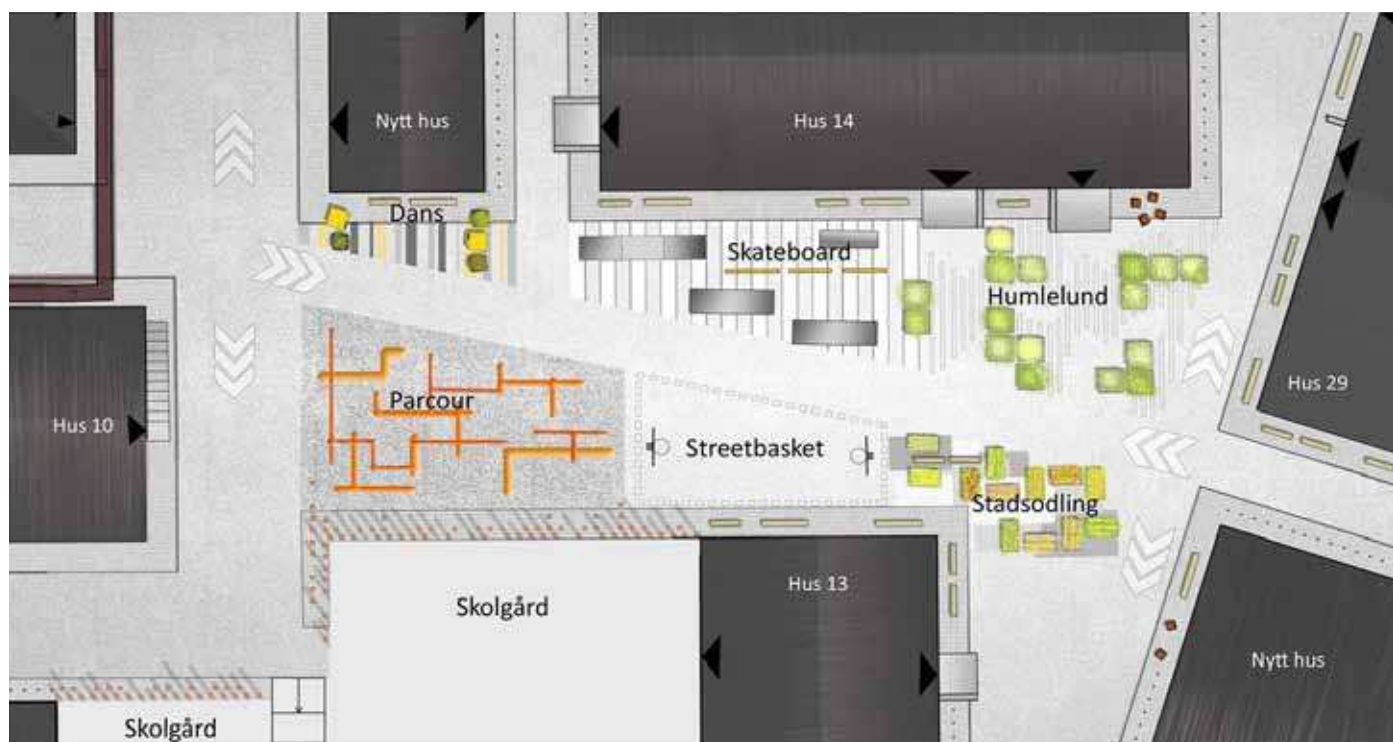 Nytt hus
Hus 14
Dans
Skateboard
Humlelund
Hus 29
Parcour
Hus 10
Streetbasket
Stadsodling
Hus 13
Skolgård
Nytt hus
Skolgård